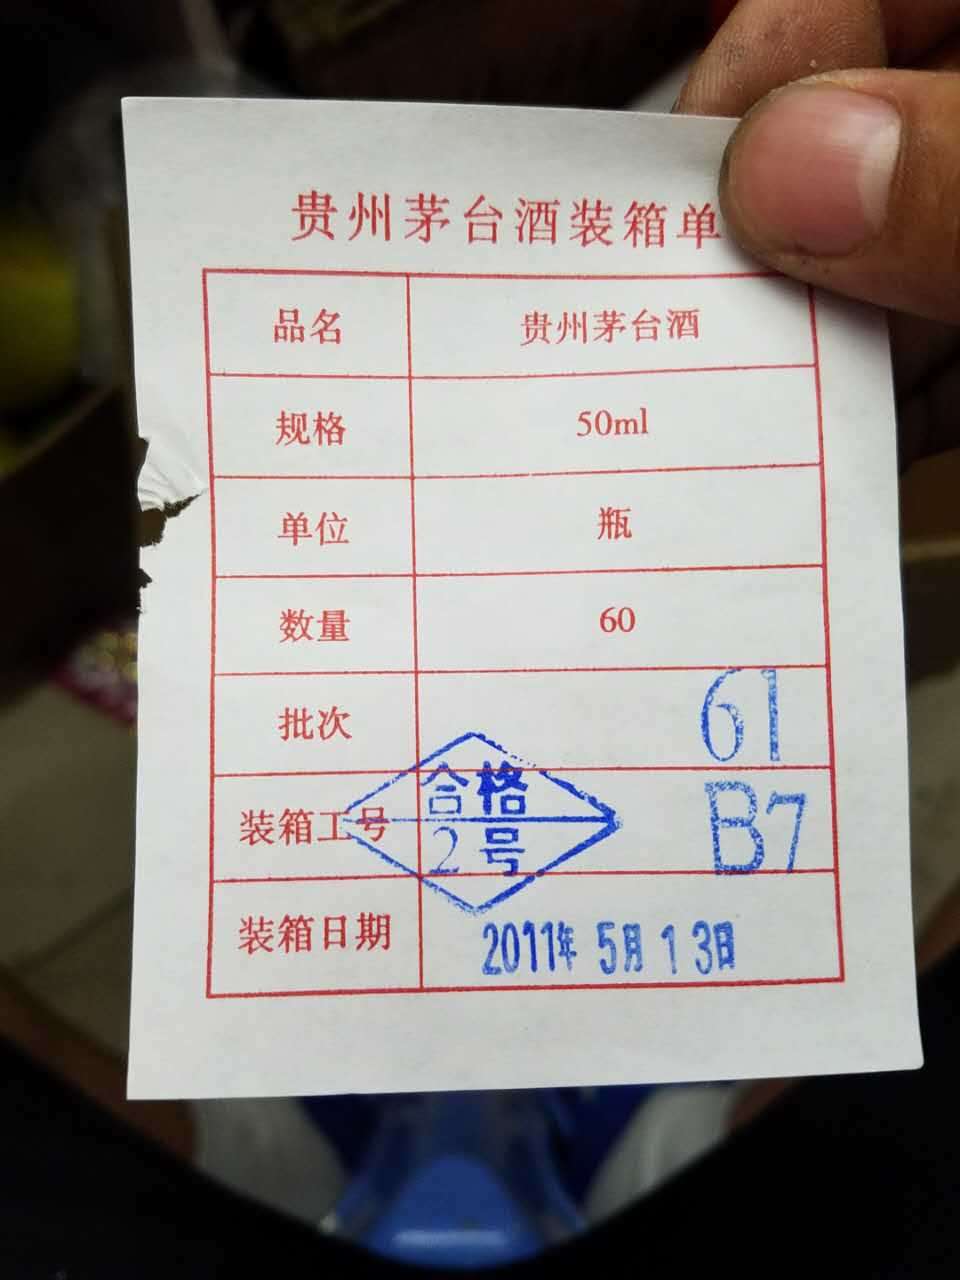 贵州茅台酒装箱单
品名 贵州茅台酒
规格 50ml
单位 瓶
数量 60
批次 61
装箱工号 B7
合格
2号
装箱日期 2011年 5月 13日